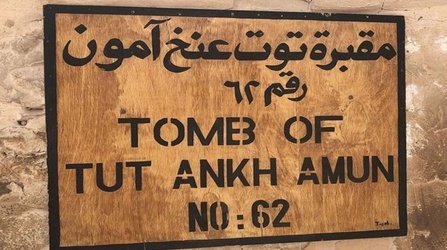 مقبرة توت عنخ آمون
رقم ٦٢
TOMB OF
TUT ANKH AMUN
NO: 62